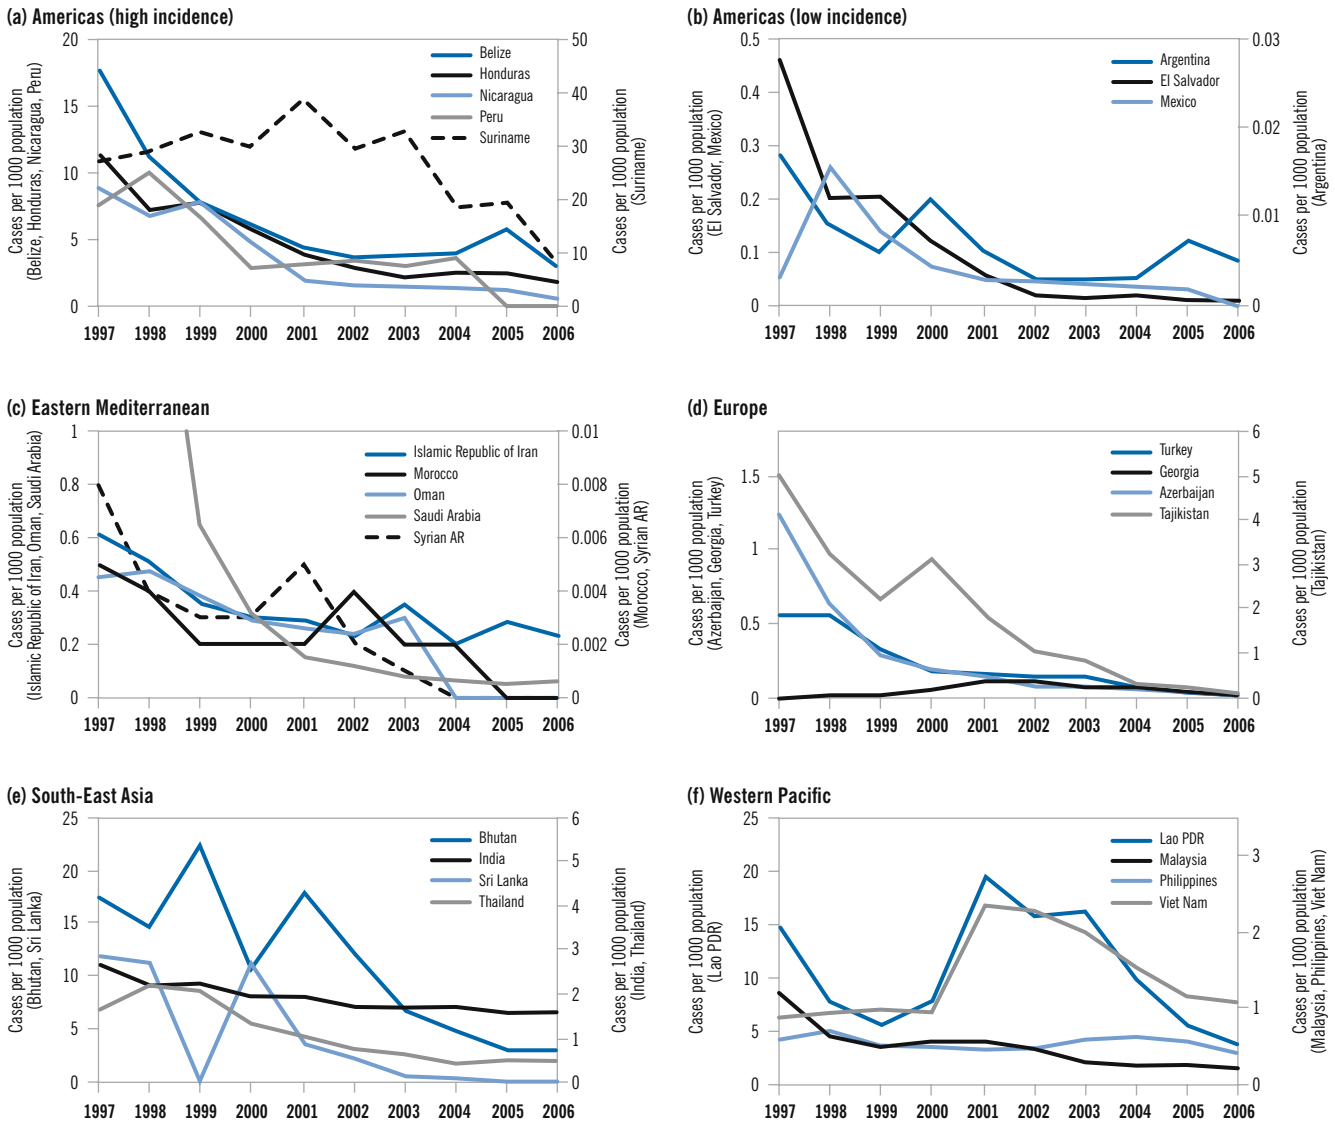 (a) Americas (high incidence)
20
15
10
5
0
50
40
30
20
10
0
Cases per 1000 population
(Belize, Honduras, Nicaragua, Peru)
Cases per 1000 population
(Suriname)
Belize
Honduras
Nicaragua
Peru
Suriname
1997 1998 1999 2000 2001 2002 2003 2004 2005 2006
(b) Americas (low incidence)
0.5
0.4
0.3
0.2
0.1
0
0.03
0.02
0.01
0
Cases per 1000 population
(El Salvador, Mexico)
Cases per 1000 population
(Argentina)
Argentina
El Salvador
Mexico
1997 1998 1999 2000 2001 2002 2003 2004 2005 2006
(c) Eastern Mediterranean
1
0.8
0.6
0.4
0.2
0
0.01
0.008
0.006
0.004
0.002
0
Cases per 1000 population
(Islamic Republic of Iran, Oman, Saudi Arabia)
Cases per 1000 population
(Morocco, Syrian AR)
Islamic Republic of Iran
Morocco
Oman
Saudi Arabia
Syrian AR
1997 1998 1999 2000 2001 2002 2003 2004 2005 2006
(d) Europe
1.5
1
0.5
0
6
5
4
3
2
1
0
Cases per 1000 population
(Azerbaijan, Georgia, Turkey)
Cases per 1000 population
(Tajikistan)
Turkey
Georgia
Azerbaijan
Tajikistan
1997 1998 1999 2000 2001 2002 2003 2004 2005 2006
(e) South-East Asia
25
20
15
10
5
0
6
5
4
3
2
1
0
Cases per 1000 population
(Bhutan, Sri Lanka)
Cases per 1000 population
(India, Thailand)
Bhutan
India
Sri Lanka
Thailand
1997 1998 1999 2000 2001 2002 2003 2004 2005 2006
(f) Western Pacific
25
20
15
10
5
0
3
2
1
0
Cases per 1000 population
(Lao PDR)
Cases per 1000 population
(Malaysia, Philippines, Viet Nam)
Lao PDR
Malaysia
Philippines
Viet Nam
1997 1998 1999 2000 2001 2002 2003 2004 2005 2006